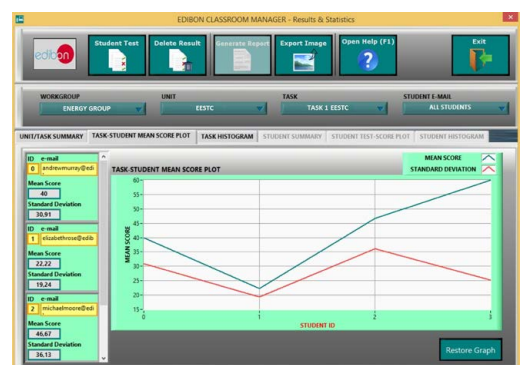 EDIBON CLASSROOM MANAGER - Results & Statistics
edibon
Student Test
Delete Result
Generate Report
Export Image
Open Help (F1)
Exit
WORKGROUP
ENERGY GROUP
UNIT
EESTC
TASK
TASK 1 EESTC
STUDENT E-MAIL
ALL STUDENTS
UNIT/TASK SUMMARY
TASK-STUDENT MEAN SCORE PLOT
TASK HISTOGRAM
STUDENT SUMMARY
STUDENT TEST-SCORE PLOT
STUDENT HISTOGRAM
ID e-mail
0 andrewmurray@edi
Mean Score
40
Standard Deviation
30,91
ID e-mail
1 elizabethrose@edib
Mean Score
22,22
Standard Deviation
19,24
ID e-mail
2 michaelmoore@edi
Mean Score
46,67
Standard Deviation
36,13
TASK-STUDENT MEAN SCORE PLOT
MEAN SCORE
STANDARD DEVIATION
MEAN SCORE
60
55
50
45
40
35
30
25
20
15
0
1
2
3
STUDENT ID
Restore Graph